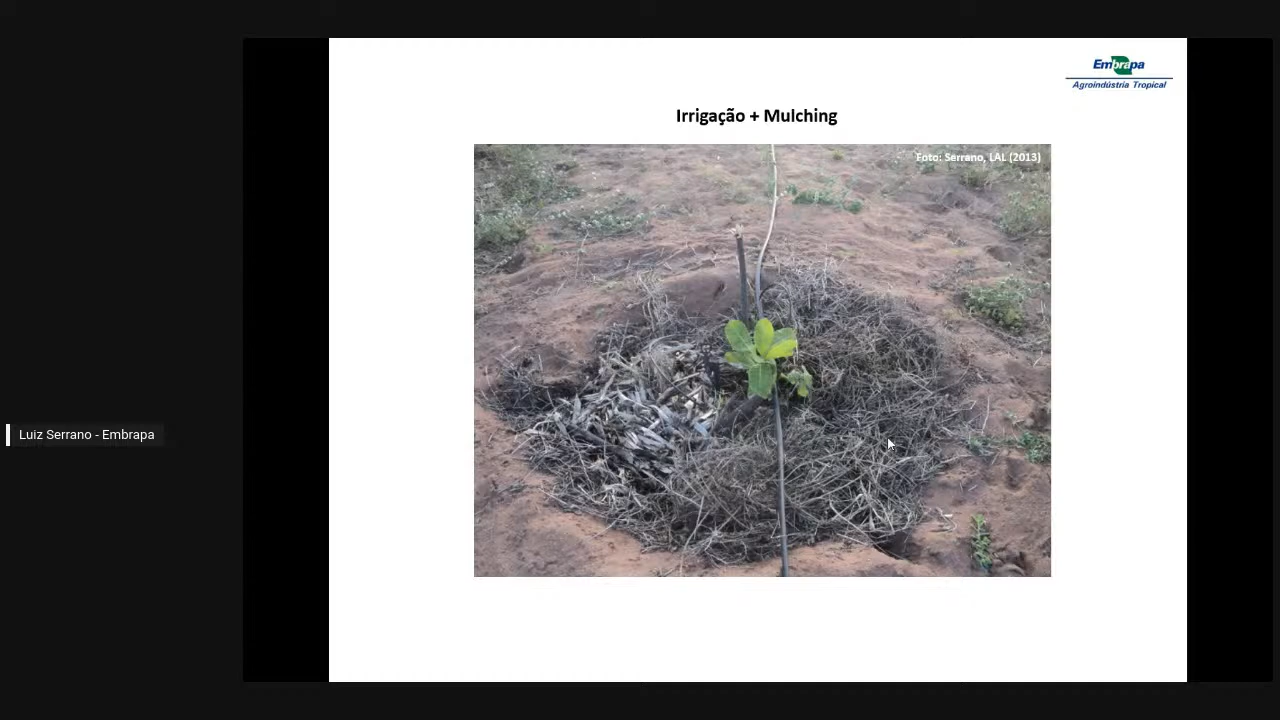 Embrapa
Agroindústria Tropical
Irrigação + Mulching
Foto: Serrano, LAL (2013)
Luiz Serrano - Embrapa